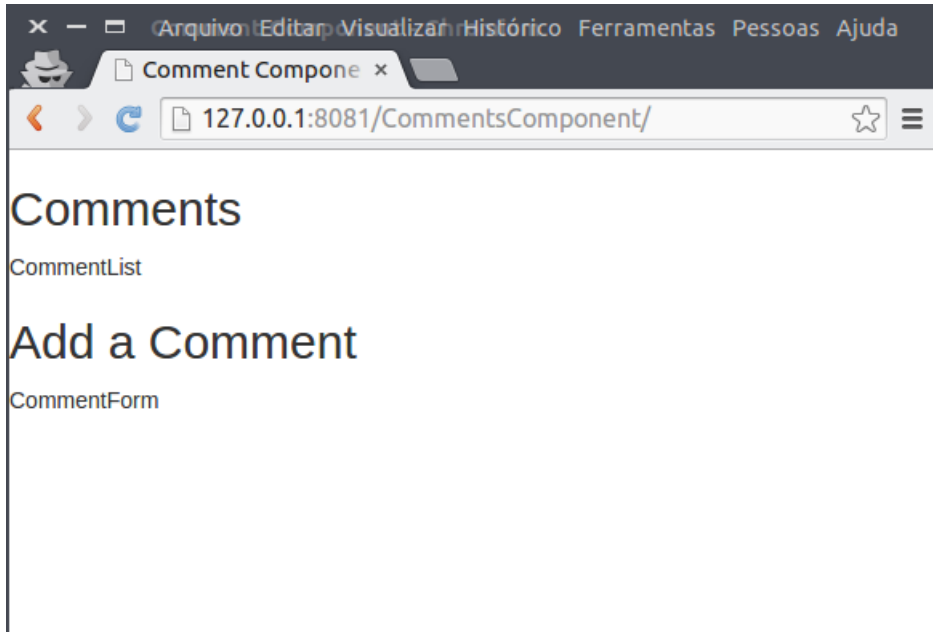 Arquivo Editar Visualizar Histórico Ferramentas Pessoas Ajuda
Comment Compone
127.0.0.1:8081/CommentsComponent/
Comments
CommentList
Add a Comment
CommentForm